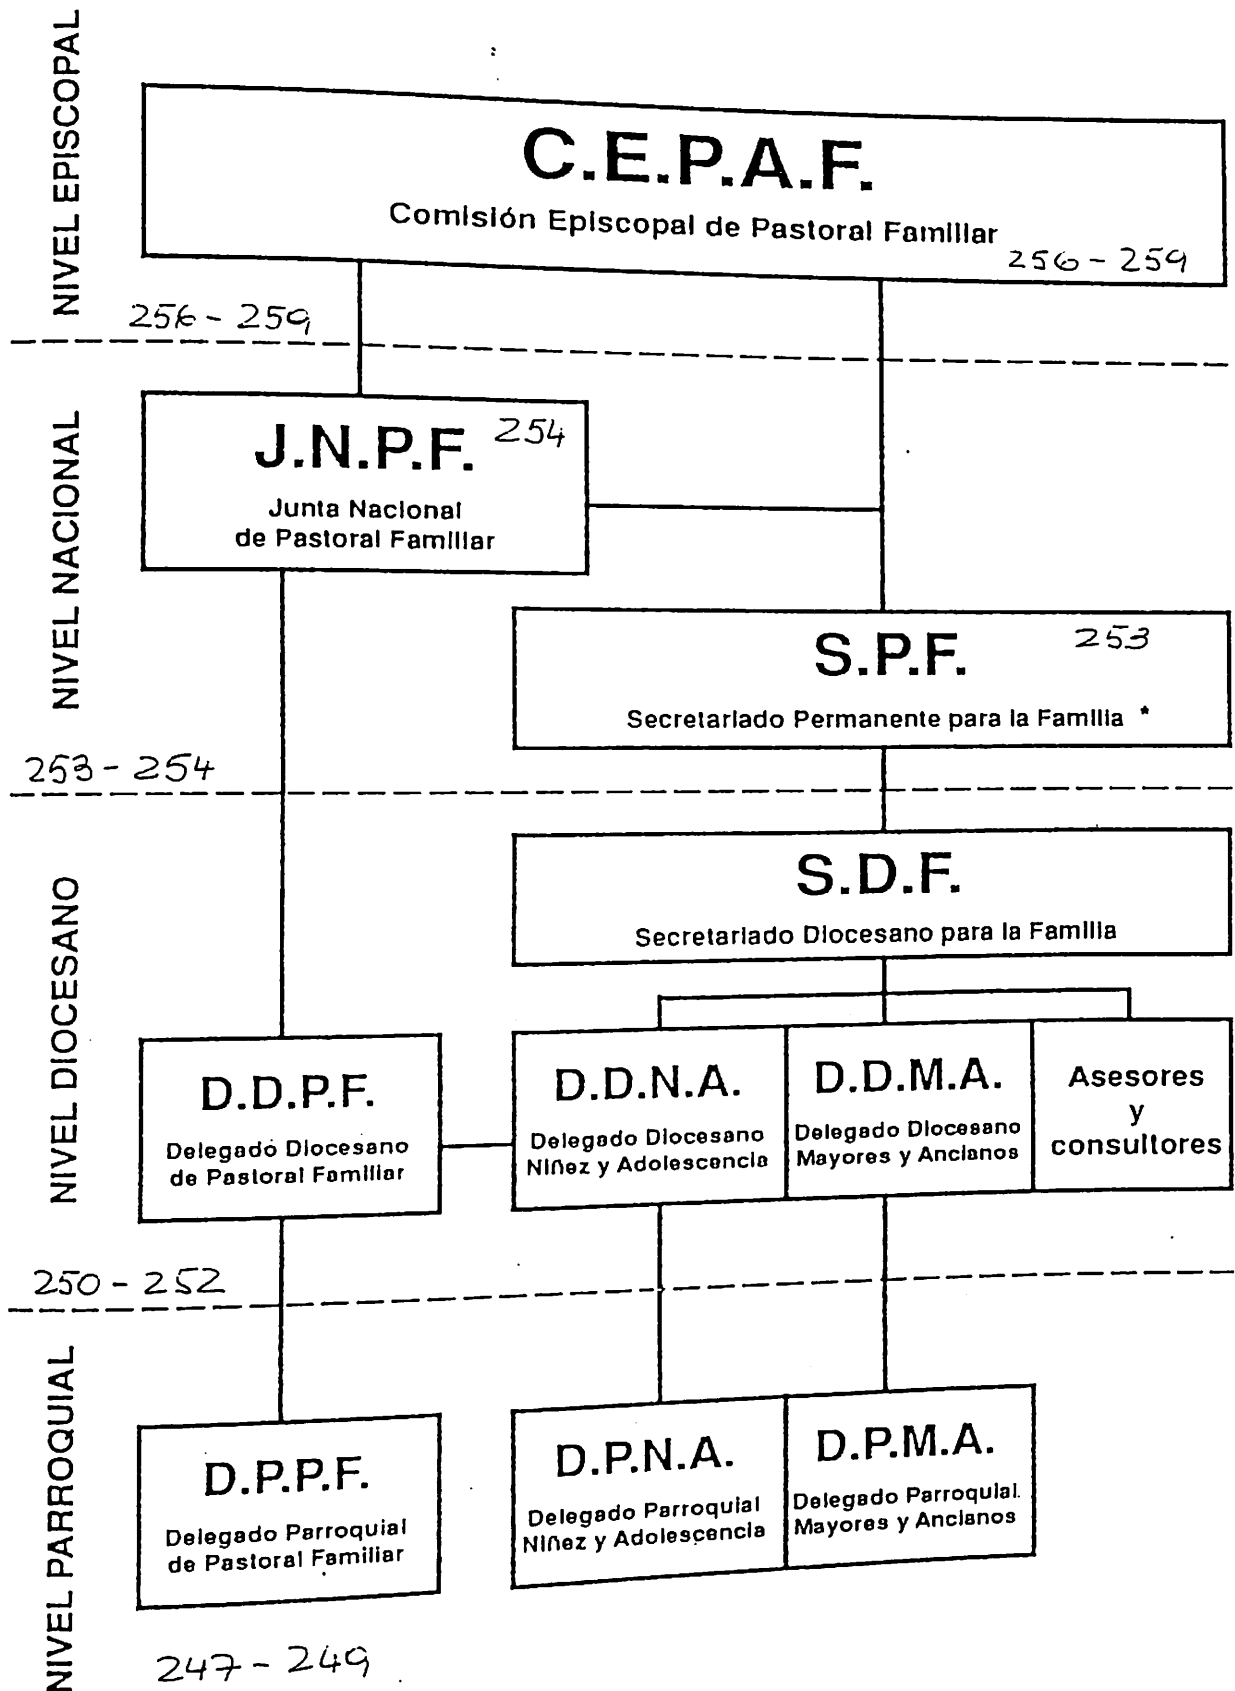 NIVEL EPISCOPAL
C.E.P.A.F.
Comisión Episcopal de Pastoral Familiar
256 - 259
256 - 259
NIVEL NACIONAL
J.N.P.F. 254
Junta Nacional
de Pastoral Familiar
S.P.F. 253
Secretariado Permanente para la Familia *
253 - 254
NIVEL DIOCESANO
S.D.F.
Secretariado Diocesano para la Familia
D.D.P.F.
Delegado Diocesano
de Pastoral Familiar
D.D.N.A.
Delegado Diocesano
Niñez y Adolescencia
D.D.M.A.
Delegado Diocesano
Mayores y Ancianos
Asesores
y
consultores
250 - 252
NIVEL PARROQUIAL
D.P.P.F.
Delegado Parroquial
de Pastoral Familiar
D.P.N.A.
Delegado Parroquial
Niñez y Adolescencia
D.P.M.A.
Delegado Parroquial
Mayores y Ancianos
247 - 249